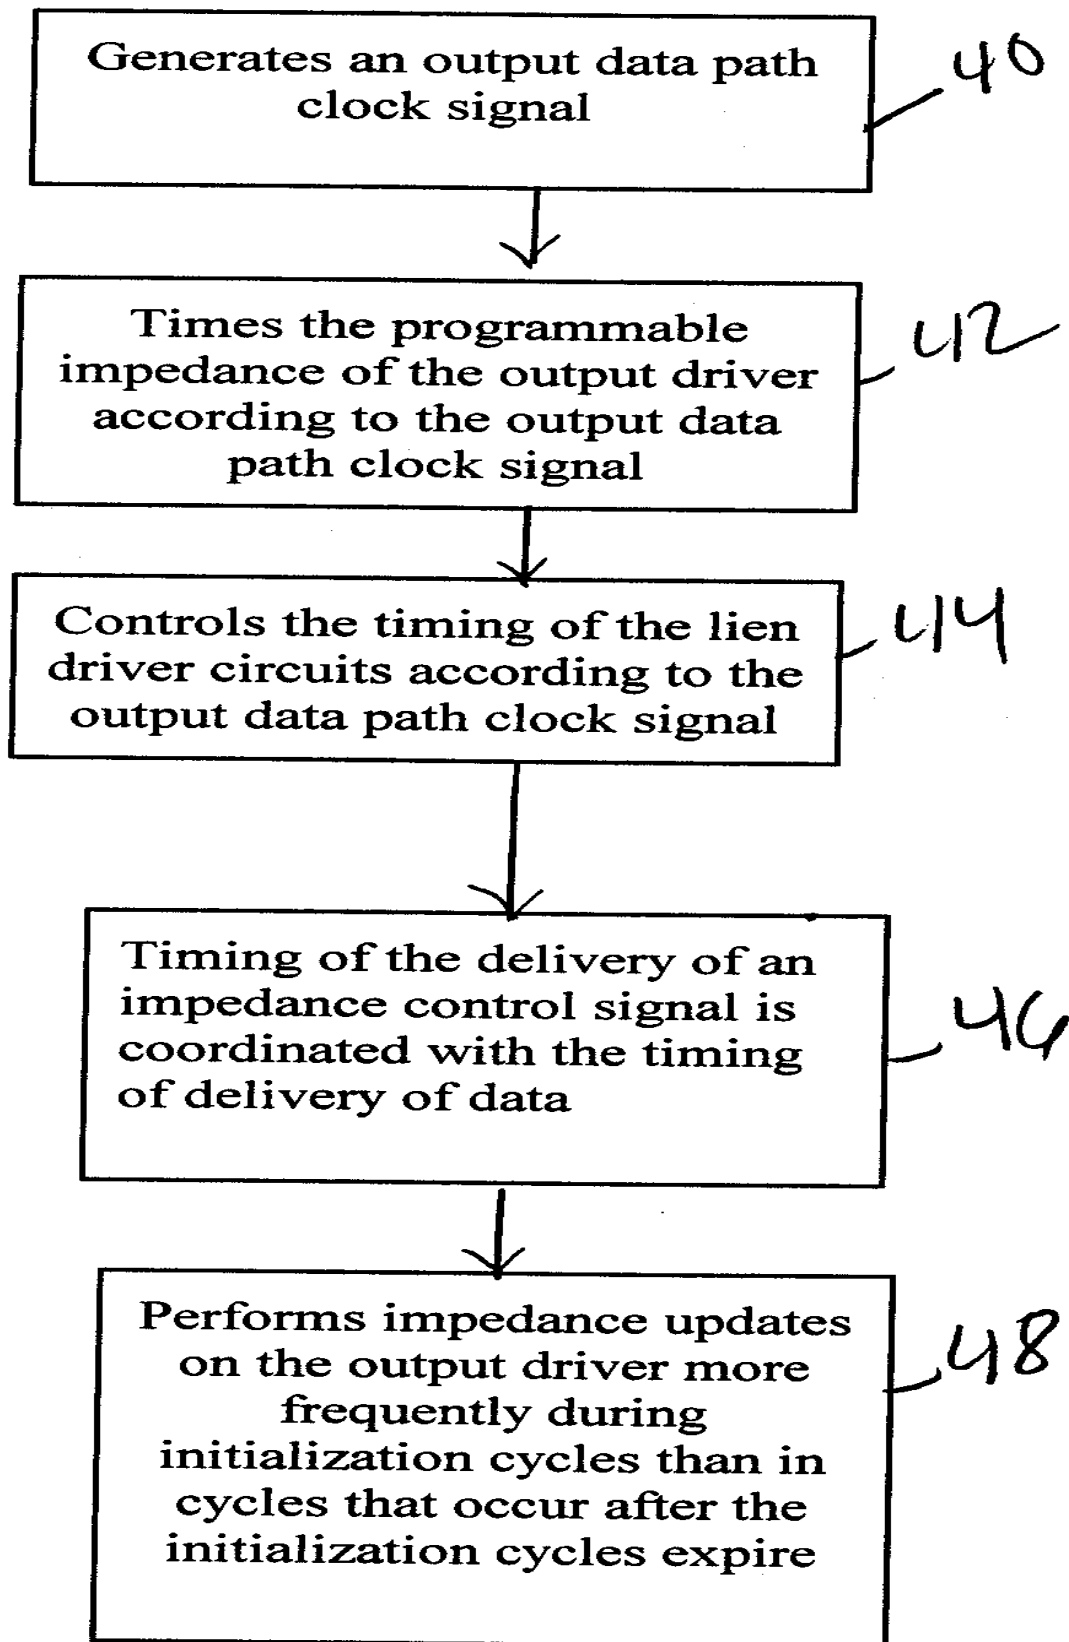 Generates an output data path
clock signal
40
Times the programmable
impedance of the output driver
according to the output data
path clock signal
42
Controls the timing of the lien
driver circuits according to the
output data path clock signal
44
Timing of the delivery of an
impedance control signal is
coordinated with the timing
of delivery of data
46
Performs impedance updates
on the output driver more
frequently during
initialization cycles than in
cycles that occur after the
initialization cycles expire
48